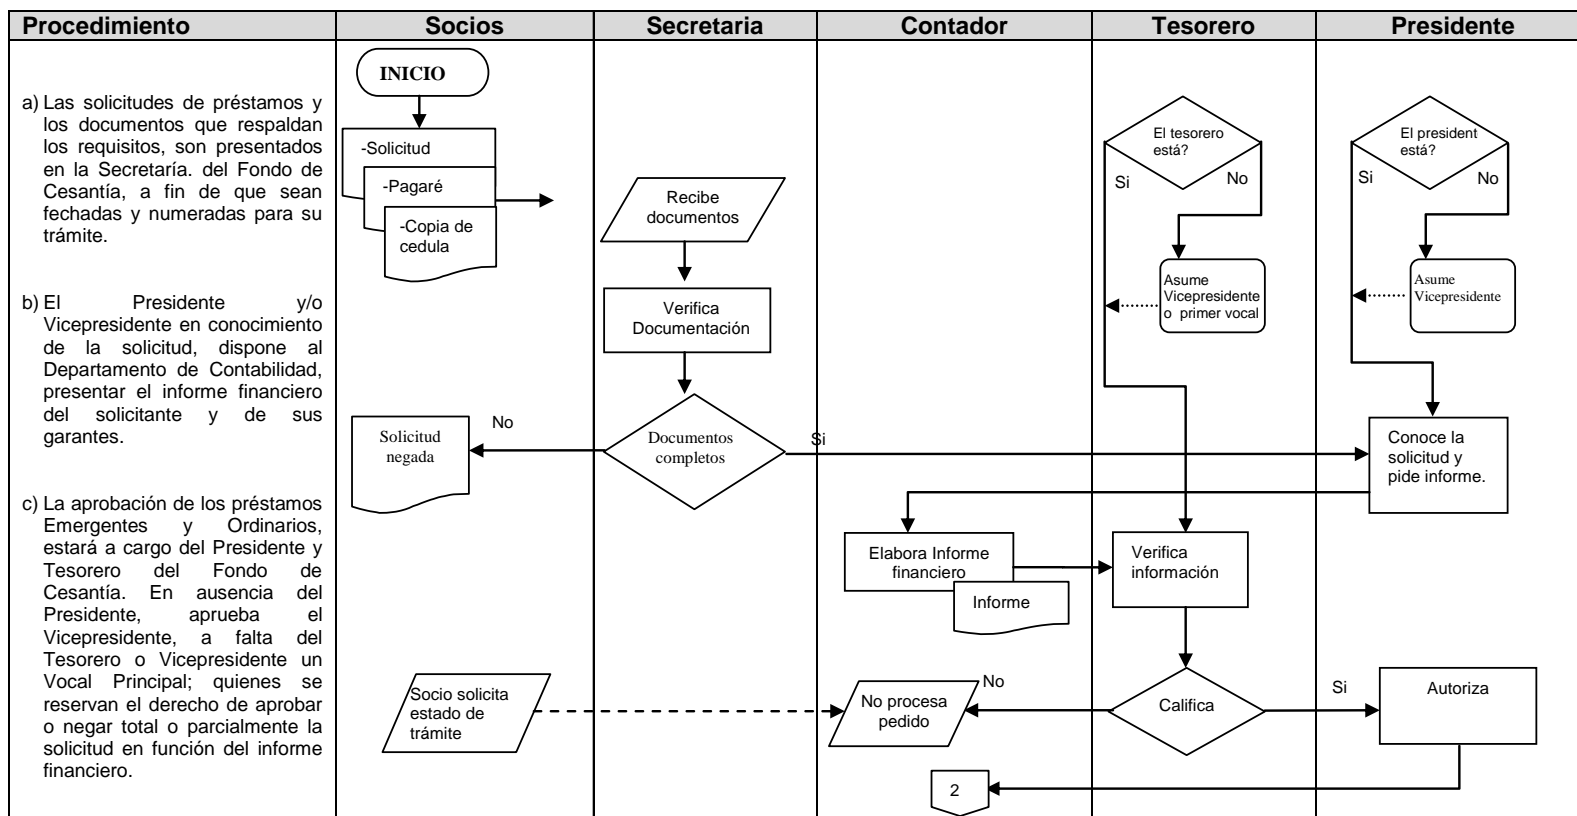 Procedimiento
Socios
Secretaria
Contador
Tesorero
Presidente
a) Las solicitudes de préstamos y
los documentos que respaldan
los requisitos, son presentados
en la Secretaría. del Fondo de
Cesantía, a fin de que sean
fechadas y numeradas para su
trámite.
b) El Presidente y/o
Vicepresidente en conocimiento
de la solicitud, dispone al
Departamento de Contabilidad,
presentar el informe financiero
del solicitante y de sus
garantes.
c) La aprobación de los préstamos
Emergentes y Ordinarios,
estará a cargo del Presidente y
Tesorero del Fondo de
Cesantía. En ausencia del
Presidente, aprueba el
Vicepresidente, a falta del
Tesorero o Vicepresidente un
Vocal Principal; quienes se
reservan el derecho de aprobar
o negar total o parcialmente la
solicitud en función del informe
financiero.
INICIO
-Solicitud
-Pagaré
-Copia de
cedula
Solicitud
negada
No
Socio solicita
estado de
trámite
Recibe
documentos
Verifica
Documentación
Documentos
completos
Si
Elabora Informe
financiero
Informe
No procesa
pedido
No
2
El tesorero
está?
Si
No
Asume
Vicepresidente
o primer vocal
Verifica
información
Califica
El president
está?
Si
No
Asume
Vicepresidente
Conoce la
solicitud y
pide informe.
Si
Autoriza